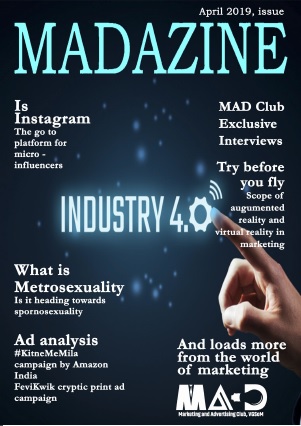 April 2019, issue
MADAZINE
Is
Instagram
The go to
platform for
micro -
influencers
MAD Club
Exclusive
Interviews
Try before
you fly
Scope of
augumented
reality and
virtual reality in
marketing
INDUSTRY 4.0
What is
Metrosexuality
Is it heading towards
spornosexuality
Ad analysis
#KitneMeMila
campaign by Amazon
India
FeviKwik cryptic print ad
campaign
And loads more
from the world
of marketing
MAD
Marketing and Advertising Club, VGSoM